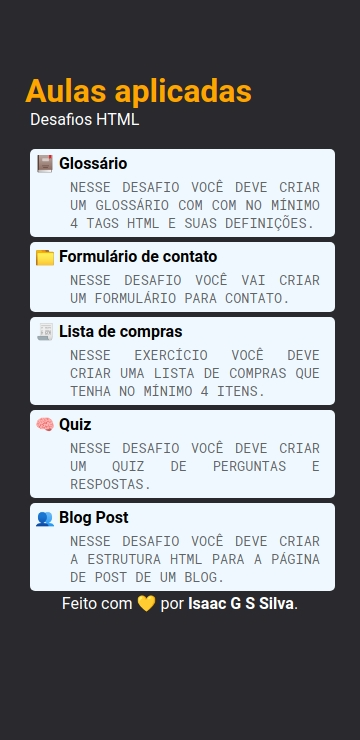 Aulas aplicadas
Desafios HTML
📔 Glossário
NESSE DESAFIO VOCÊ DEVE CRIAR
UM GLOSSÁRIO COM COM NO MÍNIMO
4 TAGS HTML E SUAS DEFINIÇÕES.
📁 Formulário de contato
NESSE DESAFIO VOCÊ VAI CRIAR
UM FORMULÁRIO PARA CONTATO.
🧾 Lista de compras
NESSE EXERCÍCIO VOCÊ DEVE
CRIAR UMA LISTA DE COMPRAS QUE
TENHA NO MÍNIMO 4 ITENS.
🧠 Quiz
NESSE DESAFIO VOCÊ DEVE CRIAR
UM QUIZ DE PERGUNTAS E
RESPOSTAS.
👥 Blog Post
NESSE DESAFIO VOCÊ DEVE CRIAR
A ESTRUTURA HTML PARA A PÁGINA
DE POST DE UM BLOG.
Feito com 💛 por Isaac G S Silva.